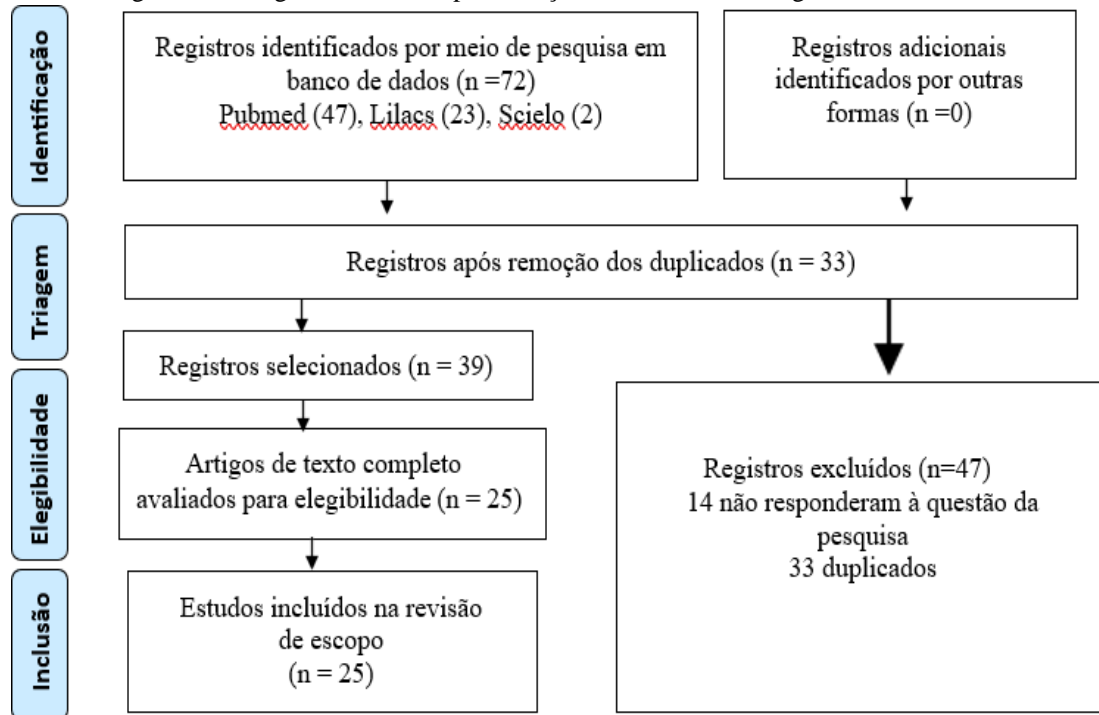 Identificação
Registros identificados por meio de pesquisa em
banco de dados (n =72)
Pubmed (47), Lilacs (23), Scielo (2)
Registros adicionais
identificados por outras
formas (n =0)
Triagem
Registros após remoção dos duplicados (n = 33)
Registros selecionados (n = 39)
Elegibilidade
Artigos de texto completo
avaliados para elegibilidade (n = 25)
Registros excluídos (n=47)
14 não responderam à questão da
pesquisa
33 duplicados
Inclusão
Estudos incluídos na revisão
de escopo
(n = 25)